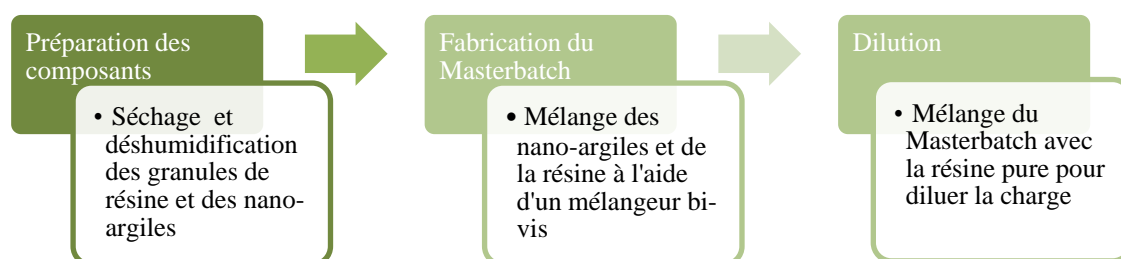 Préparation des
composants
• Séchage et
déshumidification
des granules de
résine et des nano-
argiles
Fabrication du
Masterbatch
• Mélange des
nano-argiles et de
la résine à l'aide
d'un mélangeur bi-
vis
Dilution
• Mélange du
Masterbatch avec
la résine pure pour
diluer la charge